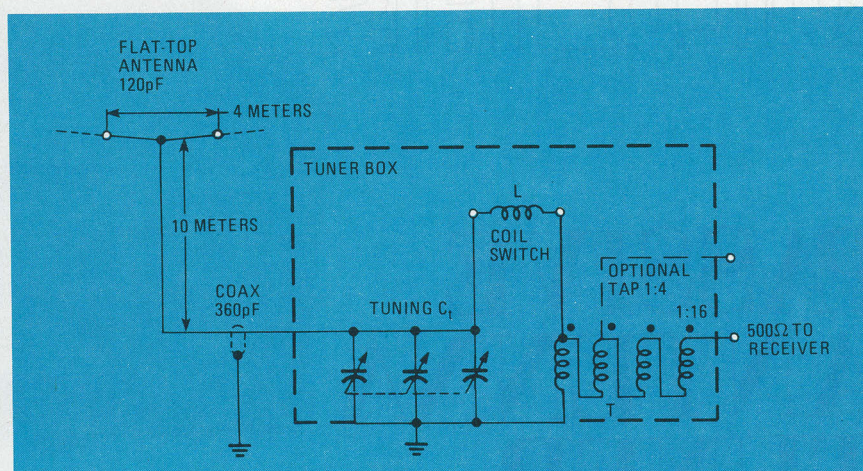 FLAT-TOP
ANTENNA
120pF
4 METERS
TUNER BOX
10 METERS
L
COIL
SWITCH
OPTIONAL
TAP 1:4
COAX
360pF
TUNING Ct
1:16
500Ω TO
RECEIVER
T